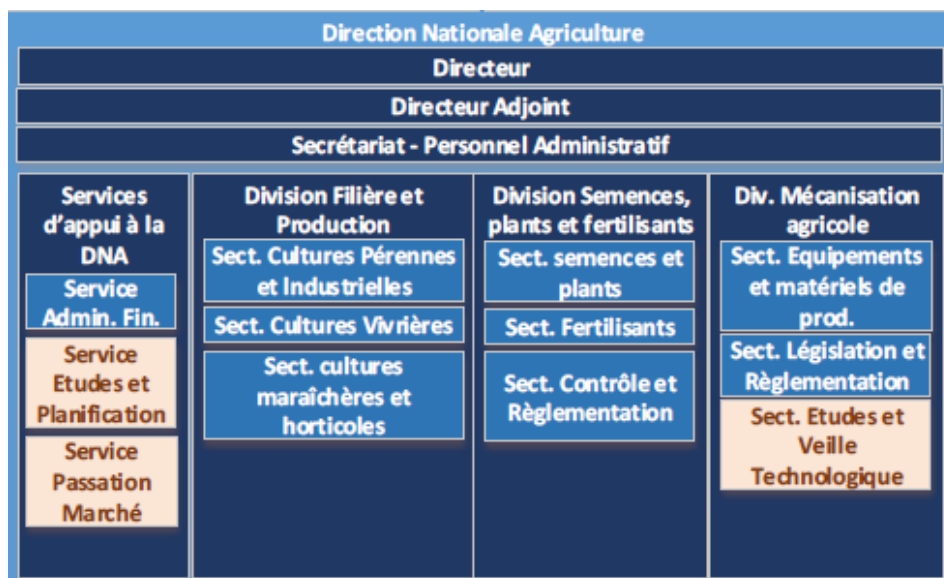 Direction Nationale Agriculture
Directeur
Directeur Adjoint
Secrétariat - Personnel Administratif
Services
d'appui à la
DNA
Service
Admin. Fin.
Service
Etudes et
Planification
Service
Passation
Marché
Division Filière et
Production
Sect. Cultures Pérennes
et Industrielles
Sect. Cultures Vivrières
Sect. cultures
maraîchères et
horticoles
Division Semences,
plants et fertilisants
Sect. semences et
plants
Sect. Fertilisants
Sect. Contrôle et
Règlementation
Div. Mécanisation
agricole
Sect. Equipements
et matériels de
prod.
Sect. Législation et
Règlementation
Sect. Etudes et
Veille
Technologique